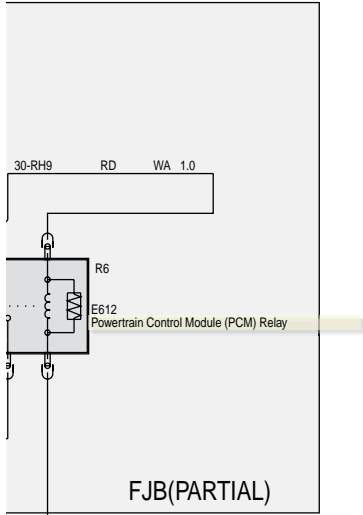 30-RH9 RD WA 1.0
R6
E612
Powertrain Control Module (PCM) Relay
FJB(PARTIAL)